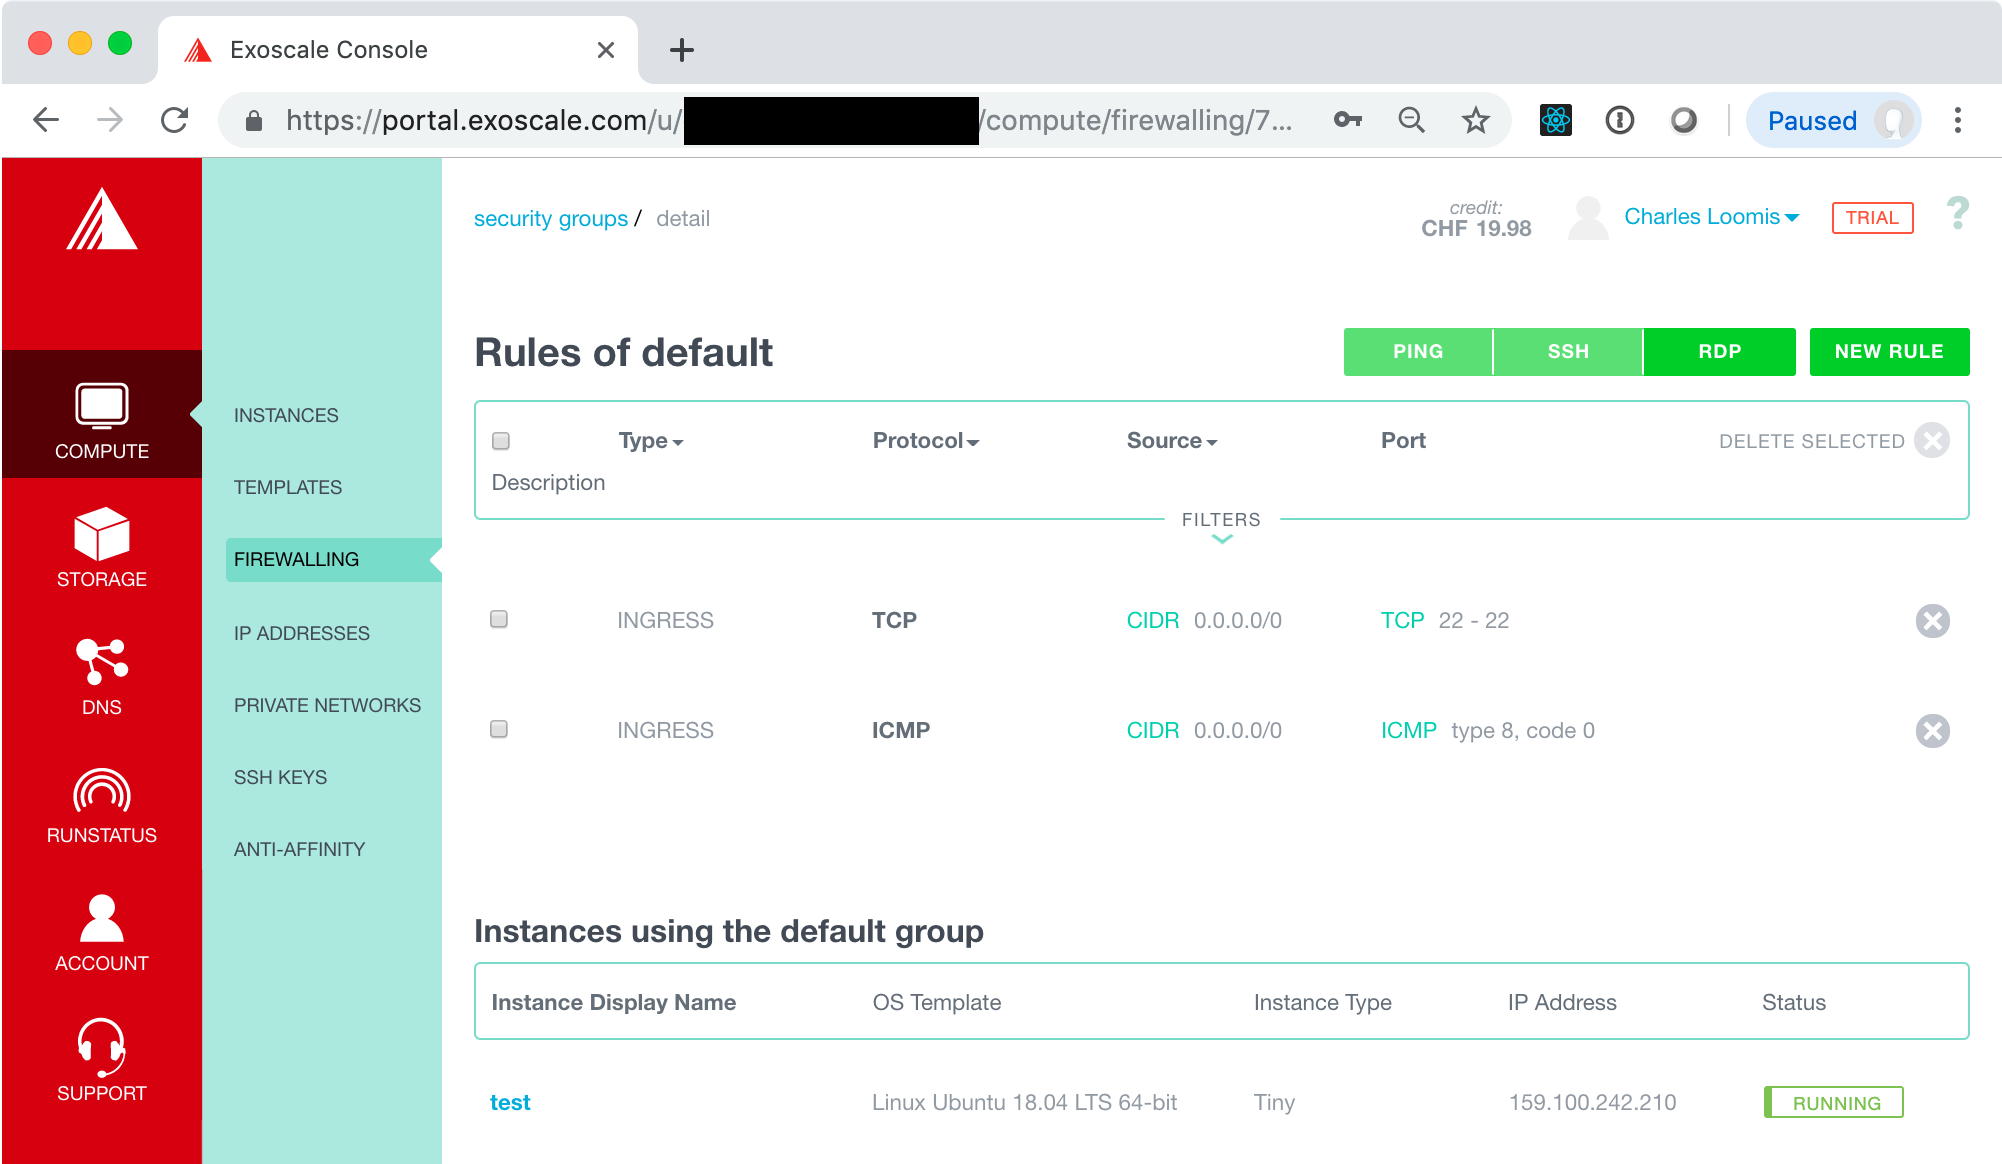 Exoscale Console
https://portal.exoscale.com/u/ /compute/firewalling/7...
Paused
security groups / detail
credit:
CHF 19.98
Charles Loomis
TRIAL
?
COMPUTE
STORAGE
DNS
RUNSTATUS
ACCOUNT
SUPPORT
INSTANCES
TEMPLATES
FIREWALLING
IP ADDRESSES
PRIVATE NETWORKS
SSH KEYS
ANTI-AFFINITY
Rules of default
PING SSH RDP NEW RULE
Type Protocol Source Port DELETE SELECTED
Description
FILTERS
INGRESS TCP CIDR 0.0.0.0/0 TCP 22 - 22
INGRESS ICMP CIDR 0.0.0.0/0 ICMP type 8, code 0
Instances using the default group
Instance Display Name OS Template Instance Type IP Address Status
test Linux Ubuntu 18.04 LTS 64-bit Tiny 159.100.242.210 RUNNING